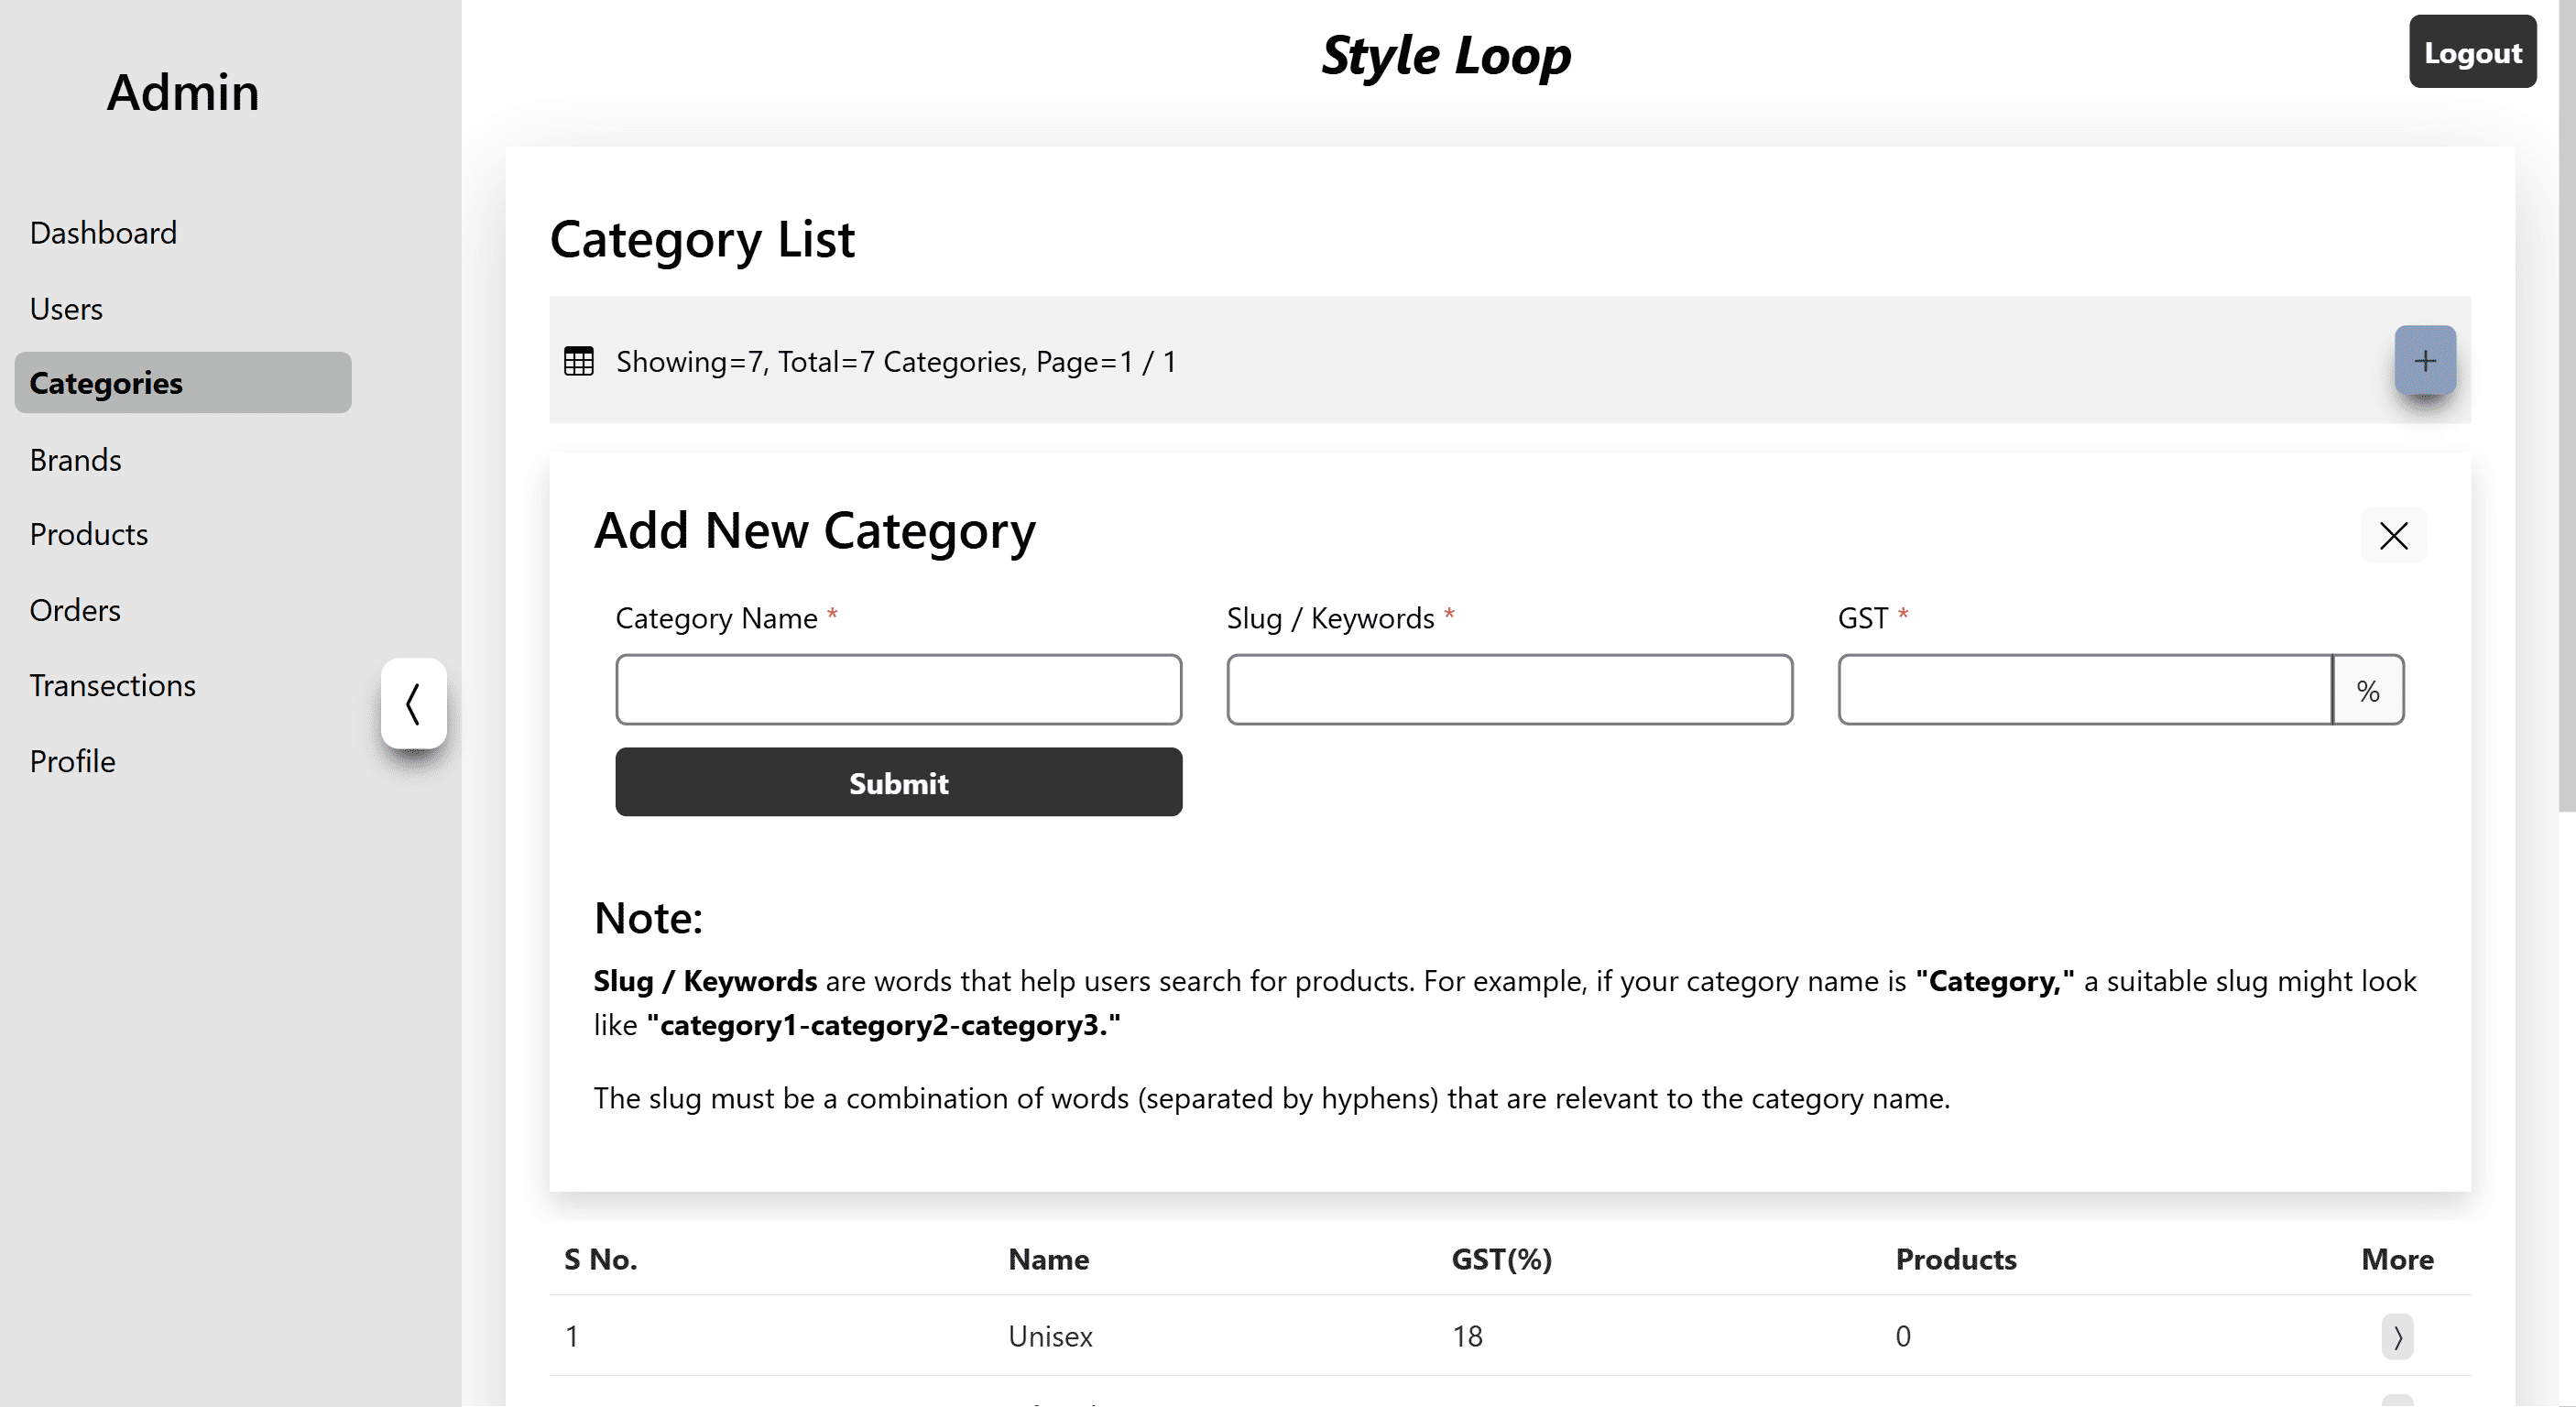 Admin
Dashboard
Users
Categories
Brands
Products
Orders
Transections
Profile
Style Loop
Logout
Category List
Showing=7, Total=7 Categories, Page=1 / 1
+
Add New Category
Category Name *
Slug / Keywords *
GST *
%
Submit
Note:
Slug / Keywords are words that help users search for products. For example, if your category name is "Category," a suitable slug might look
like "category1-category2-category3."
The slug must be a combination of words (separated by hyphens) that are relevant to the category name.
S No. Name GST(%) Products More
1 Unisex 18 0